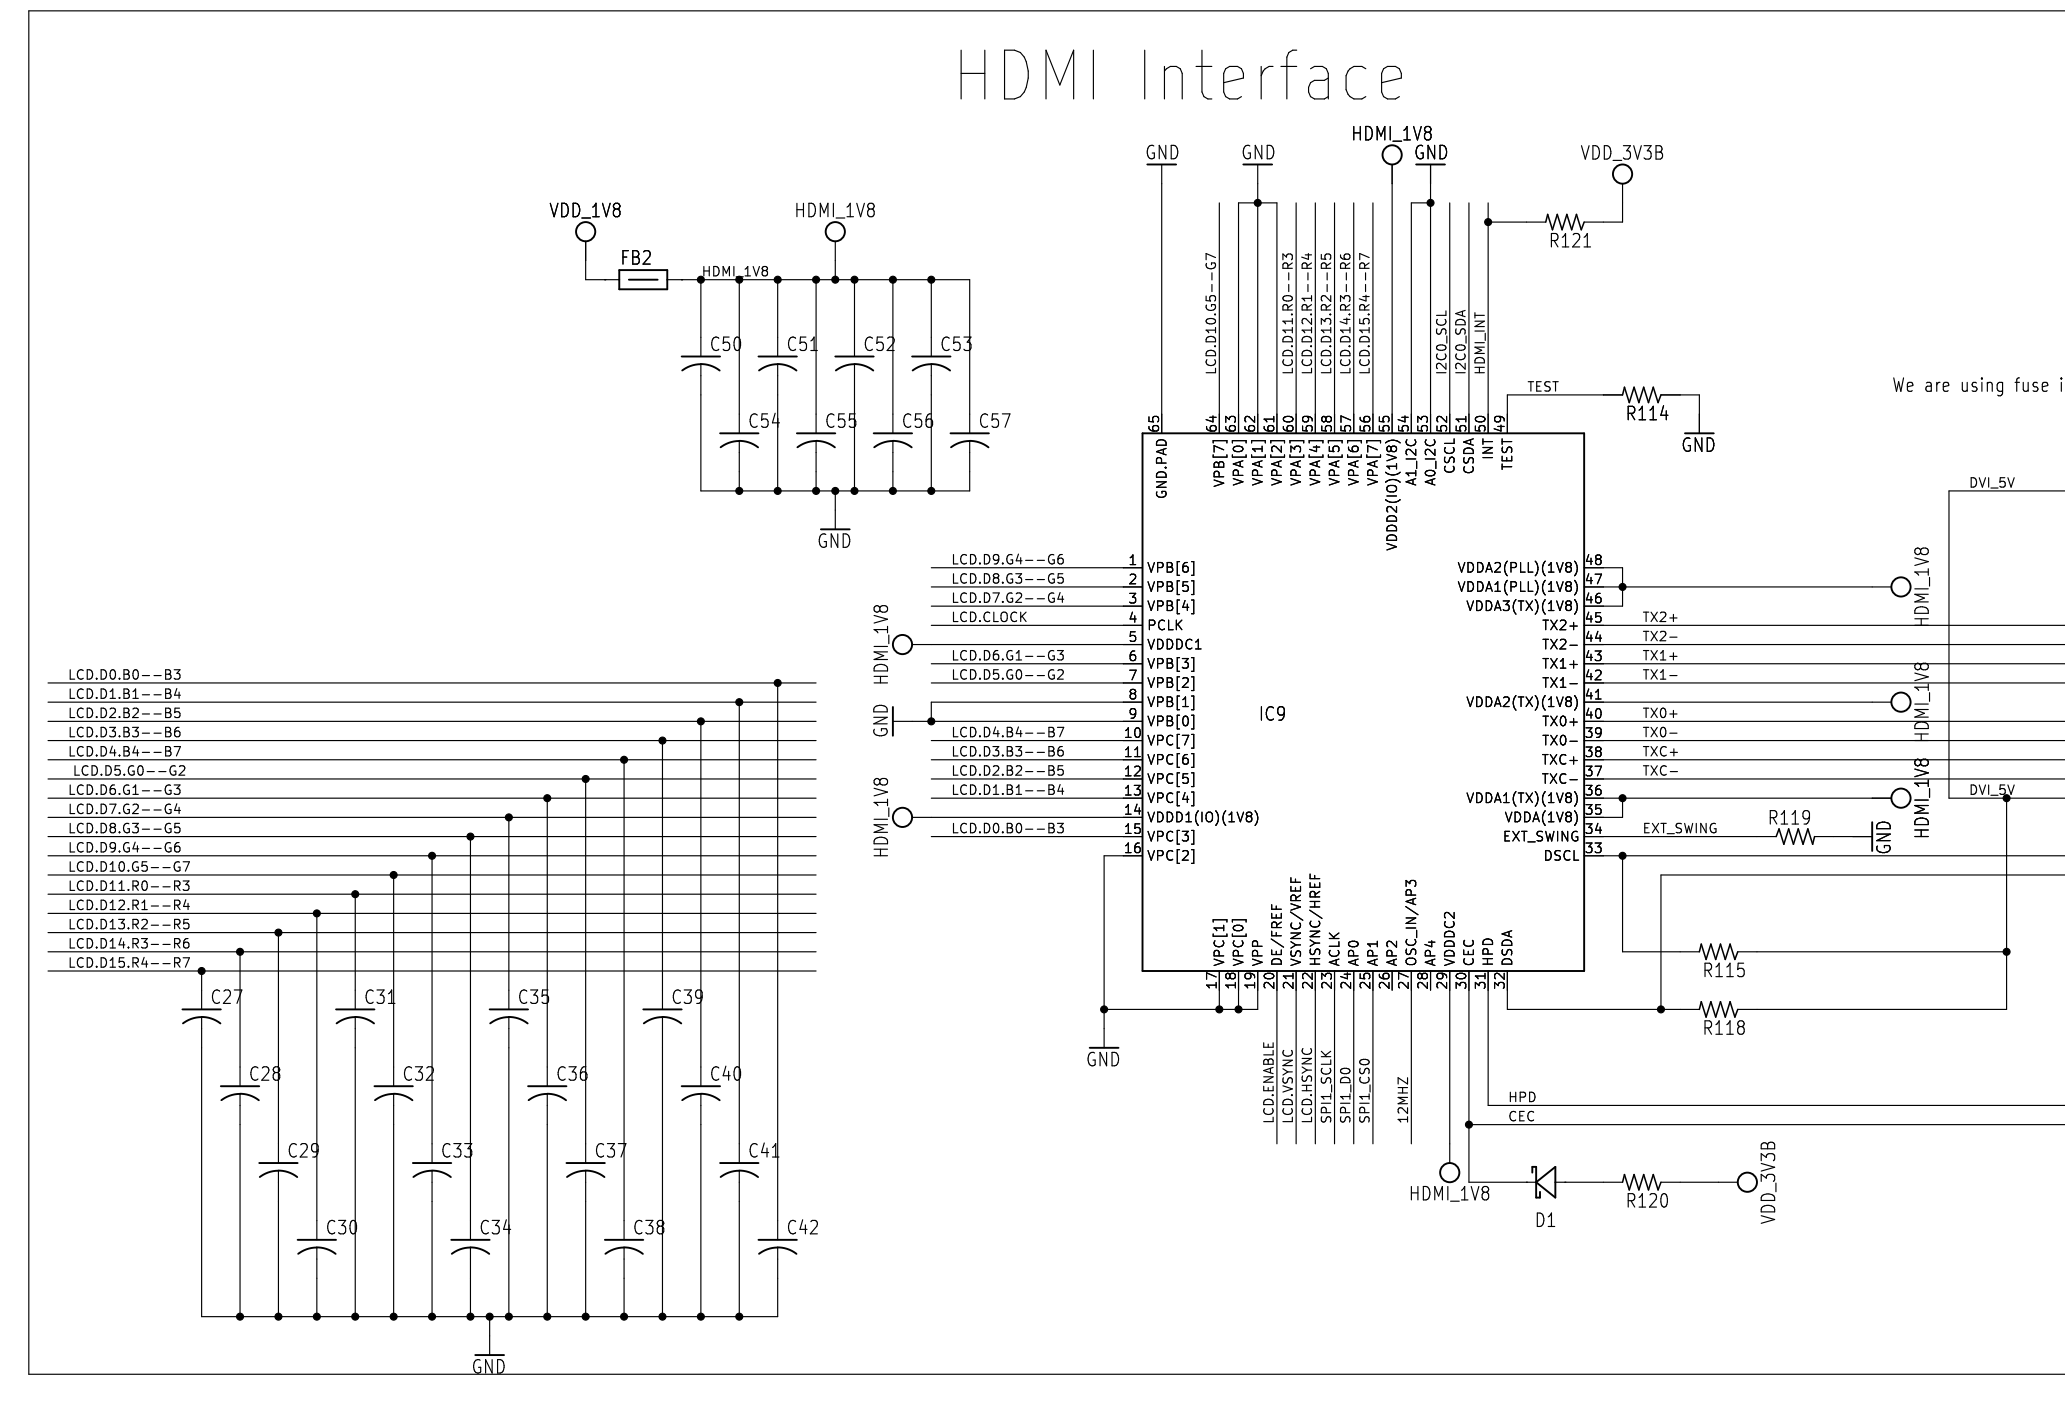 HDMI Interface
HDMI_1V8
GND
GND
GND
VDD_3V3B
VDD_1V8
HDMI_1V8
R121
FB2
HDMI_1V8
LCD.D10.G5--G7
LCD.D11.R0--R3
LCD.D12.R1--R4
LCD.D13.R2--R5
LCD.D14.R3--R6
LCD.D15.R4--R7
I2C0_SCL
I2C0_SDA
HDMI_INT
C50
C51
C52
C53
C54
C55
C56
C57
GND
TEST
R114
GND
We are using fuse i
65 GND.PAD
64 VPB[7]
63 VPA[0]
62 VPA[1]
61 VPA[2]
60 VPA[3]
59 VPA[4]
58 VPA[5]
57 VPA[6]
56 VPA[7]
55 VDDD2(IO)(1V8)
54 A1_I2C
53 A0_I2C
52 CSCL
51 CSDA
50 INT
49 TEST
DVI_5V
LCD.D9.G4--G6 1 VPB[6]
LCD.D8.G3--G5 2 VPB[5]
LCD.D7.G2--G4 3 VPB[4]
LCD.CLOCK 4 PCLK
HDMI_1V8 5 VDDDC1
LCD.D6.G1--G3 6 VPB[3]
LCD.D5.G0--G2 7 VPB[2]
8 VPB[1]
GND 9 VPB[0]
LCD.D4.B4--B7 10 VPC[7]
LCD.D3.B3--B6 11 VPC[6]
LCD.D2.B2--B5 12 VPC[5]
LCD.D1.B1--B4 13 VPC[4]
HDMI_1V8 14 VDDD1(IO)(1V8)
LCD.D0.B0--B3 15 VPC[3]
16 VPC[2]
IC9
VDDA2(PLL)(1V8) 48
VDDA1(PLL)(1V8) 47 HDMI_1V8
VDDA3(TX)(1V8) 46
TX2+ 45 TX2+
TX2- 44 TX2-
TX1+ 43 TX1+
TX1- 42 TX1-
VDDA2(TX)(1V8) 41 HDMI_1V8
TX0+ 40 TX0+
TX0- 39 TX0-
TXC+ 38 TXC+
TXC- 37 TXC-
VDDA1(TX)(1V8) 36 HDMI_1V8 DVI_5V
VDDA(1V8) 35
EXT_SWING 34 EXT_SWING R119 GND
DSCL 33
LCD.D0.B0--B3
LCD.D1.B1--B4
LCD.D2.B2--B5
LCD.D3.B3--B6
LCD.D4.B4--B7
LCD.D5.G0--G2
LCD.D6.G1--G3
LCD.D7.G2--G4
LCD.D8.G3--G5
LCD.D9.G4--G6
LCD.D10.G5--G7
LCD.D11.R0--R3
LCD.D12.R1--R4
LCD.D13.R2--R5
LCD.D14.R3--R6
LCD.D15.R4--R7
C27
C31
C35
C39
C28
C32
C36
C40
C29
C33
C37
C41
C30
C34
C38
C42
GND
VPC[1] 17
VPC[0] 18
VPP 19
DE/FREF 20
VSYNC/VREF 21
HSYNC/HREF 22
ACLK 23
AP0 24
AP1 25
AP2 26
OSC_IN/AP3 27
AP4 28
VDDDC2 29
CEC 30
HPD 31
DSDA 32
R115
R118
GND
LCD.ENABLE
LCD.VSYNC
LCD.HSYNC
SPI1_SCLK
SPI1_D0
SPI1_CS0
12MHZ
HPD
CEC
HDMI_1V8
D1
R120
VDD_3V3B